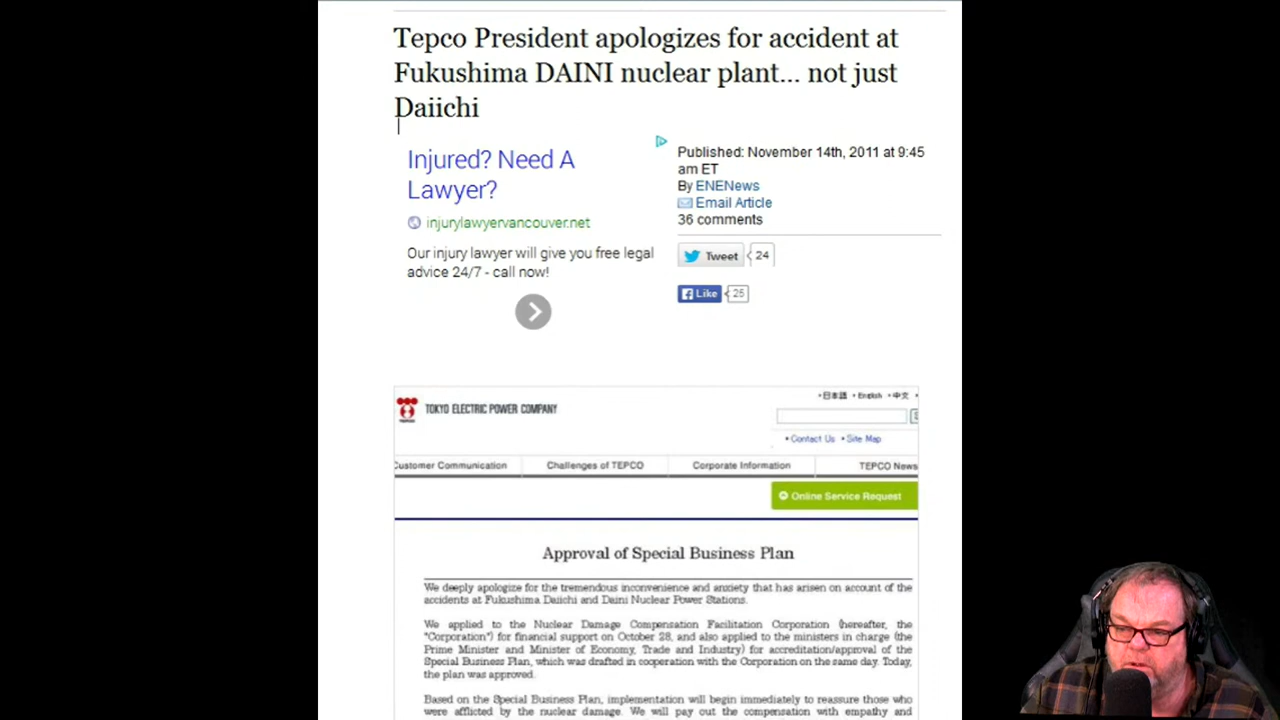 Tepco President apologizes for accident at
Fukushima DAINI nuclear plant... not just
Daiichi
Injured? Need A
Lawyer?
injurylawyervancouver.net
Our injury lawyer will give you free legal
advice 24/7 - call now!
Published: November 14th, 2011 at 9:45
am ET
By ENENews
Email Article
36 comments
Tweet 24
Like 25
日本語 • English • 中文
TEPCO
TOKYO ELECTRIC POWER COMPANY
• Contact Us • Site Map
Customer Communication Challenges of TEPCO Corporate Information TEPCO News
Online Service Request
Approval of Special Business Plan
We deeply apologize for the tremendous inconvenience and anxiety that has arisen on account of the
accidents at Fukushima Daiichi and Daini Nuclear Power Stations.
We applied to the Nuclear Damage Compensation Facilitation Corporation (hereafter, the
"Corporation") for financial support on October 28, and also applied to the ministers in charge (the
Prime Minister and Minister of Economy, Trade and Industry) for accreditation/approval of the
Special Business Plan, which was drafted in cooperation with the Corporation on the same day. Today,
the plan was approved.
Based on the Special Business Plan, implementation will begin immediately to reassure those who
were afflicted by the nuclear damage. We will pay out the compensation with empathy and